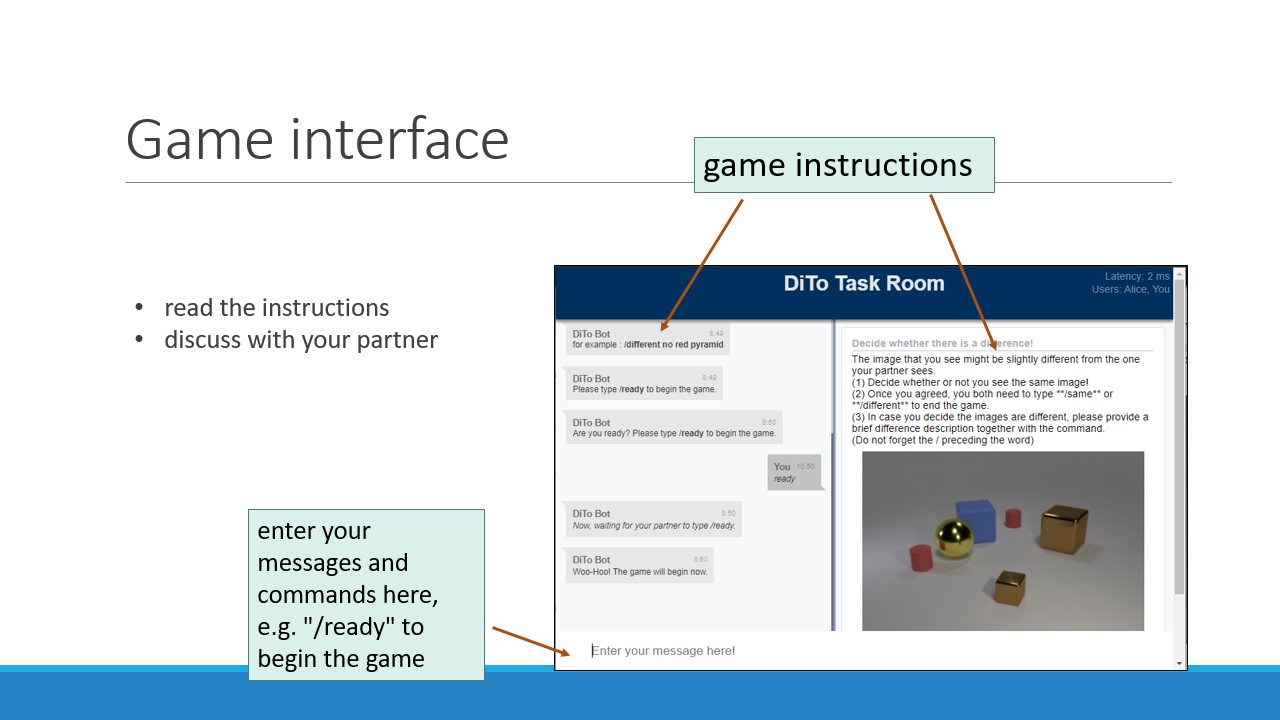 Game interface
game instructions
• read the instructions
• discuss with your partner
DiTo Task Room
Latency: 2 ms
Users: Alice, You
DiTo Bot 8:49
for example : /different no red pyramid
DiTo Bot 8:49
Please type /ready to begin the game.
DiTo Bot 8:50
Are you ready? Please type /ready to begin the game.
You 10:50
ready
DiTo Bot 8:50
Now, waiting for your partner to type /ready.
DiTo Bot 8:50
Woo-Hoo! The game will begin now.
Decide whether there is a difference!
The image that you see might be slightly different from the one
your partner sees.
(1) Decide whether or not you see the same image!
(2) Once you agreed, you both need to type **/same** or
**/different** to end the game.
(3) In case you decide the images are different, please provide a
brief difference description together with the command.
(Do not forget the / preceding the word)
Enter your message here!
enter your
messages and
commands here,
e.g. "/ready" to
begin the game